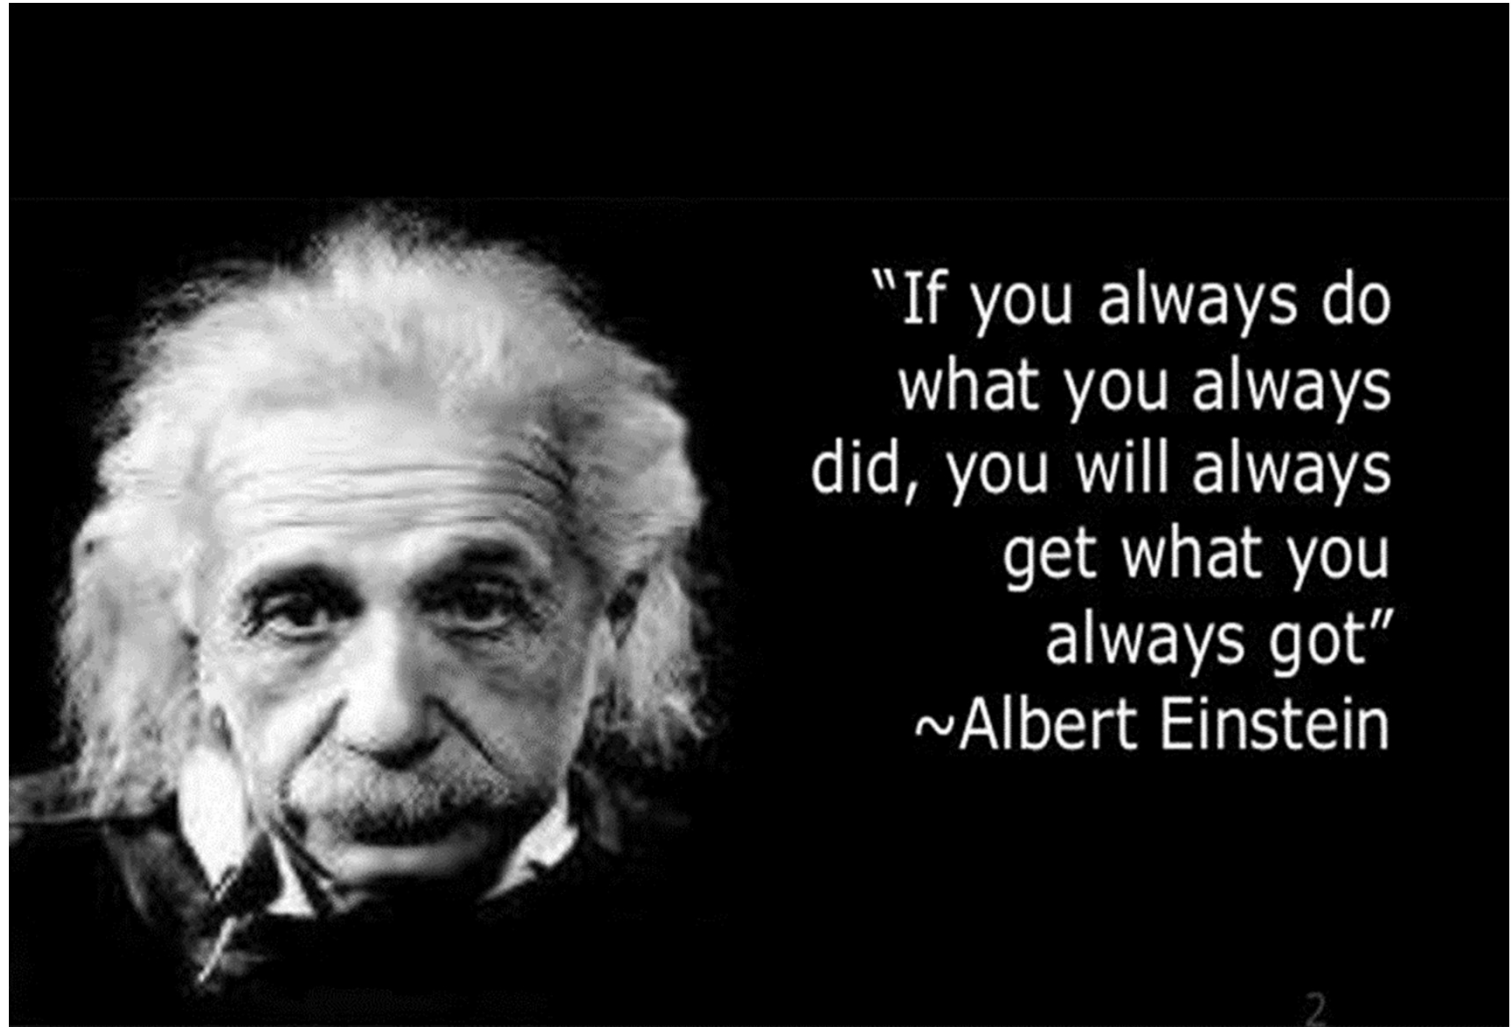 “If you always do
what you always
did, you will always
get what you
always got”
~Albert Einstein
2